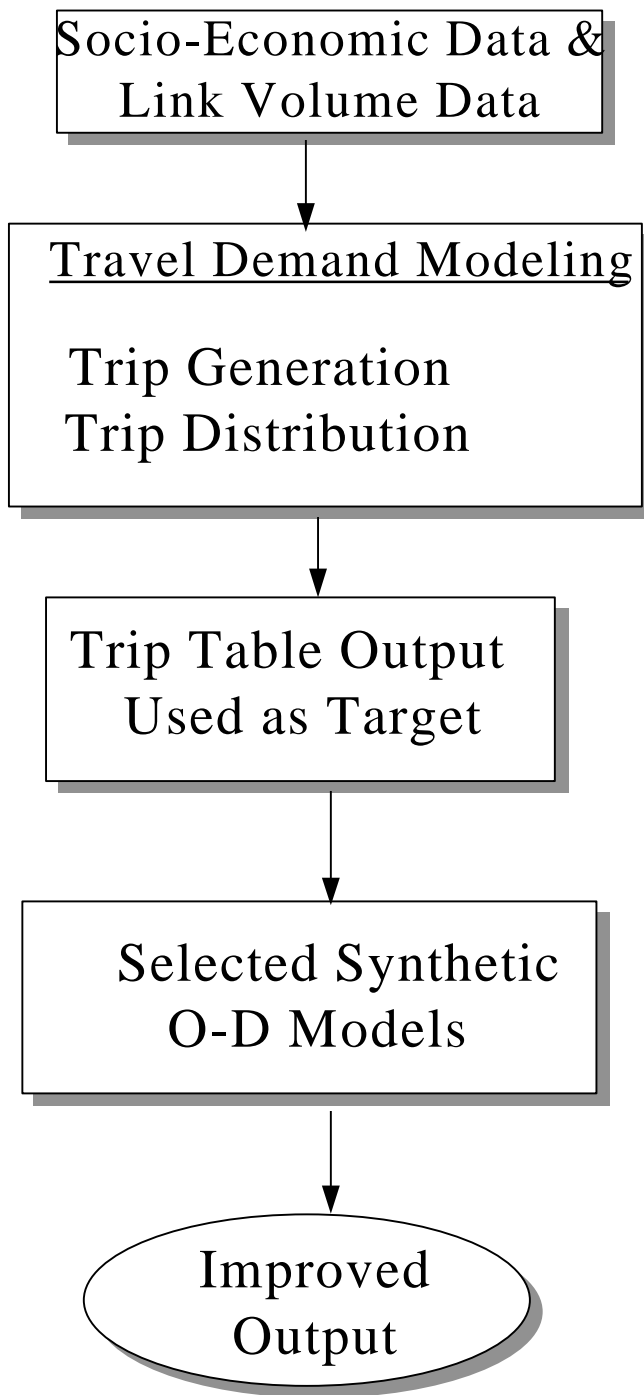 Socio-Economic Data &
Link Volume Data
Travel Demand Modeling
Trip Generation
Trip Distribution
Trip Table Output
Used as Target
Selected Synthetic
O-D Models
Improved
Output